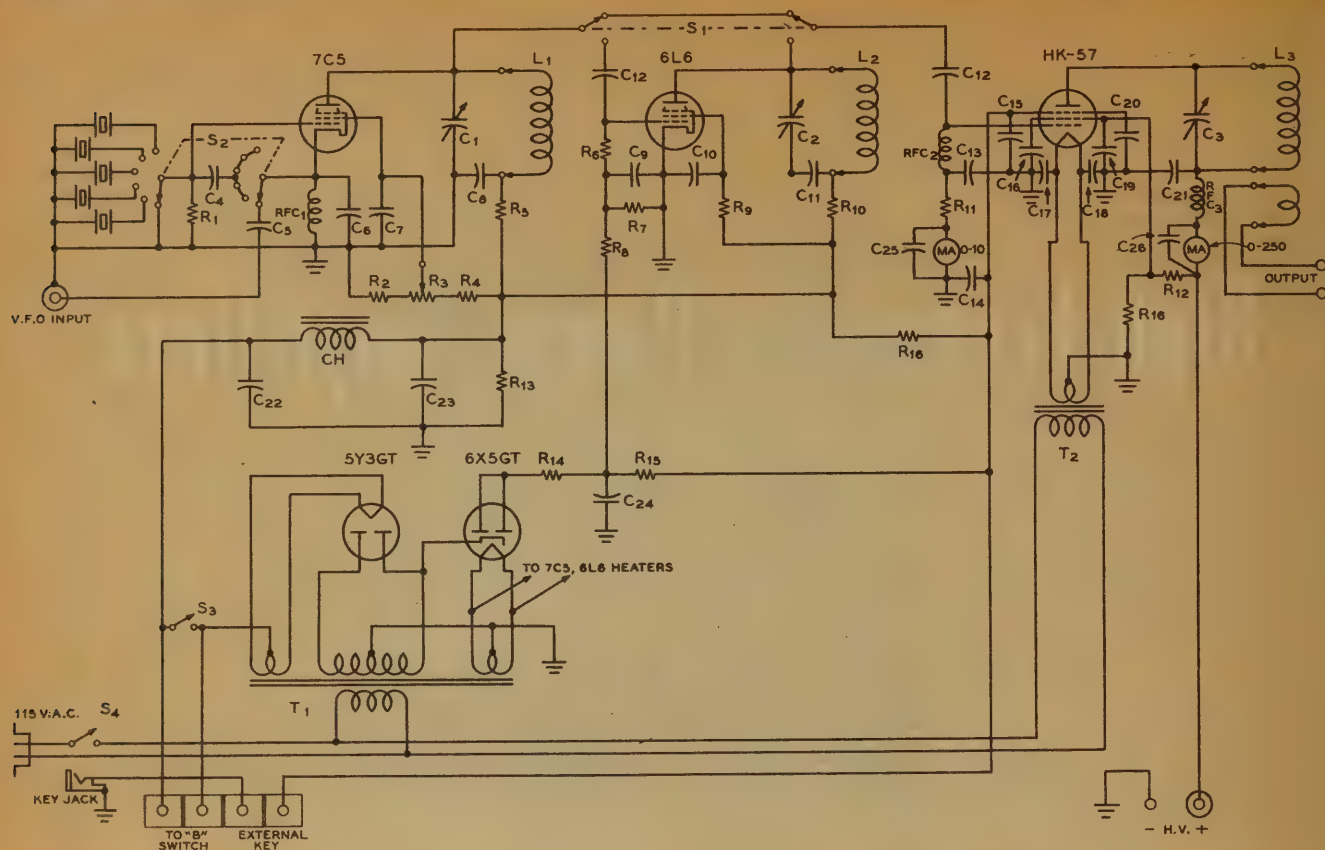 7C5
L1
S1
6L6
L2
HK-57
L3
C12
C12
C15
C20
S2
C1
C2
C3
C4
R1
RFC1
C5
C6
C7
C8
R5
R6
C9
C10
R7
R8
R9
C11
R10
RFC2
C13
C16
C17
C18
C19
C21
RFC3
R11
C25
MA
0-10
C14
C26
MA
0-250
R12
OUTPUT
V.F.O INPUT
R2
R3
R4
CH
R16
R16
C22
C23
R13
5Y3GT
6X5GT
R14
R15
C24
T2
TO 7C5, 6L6 HEATERS
S3
T1
115 V.A.C.
S4
KEY JACK
TO "B" SWITCH
EXTERNAL KEY
- H.V. +